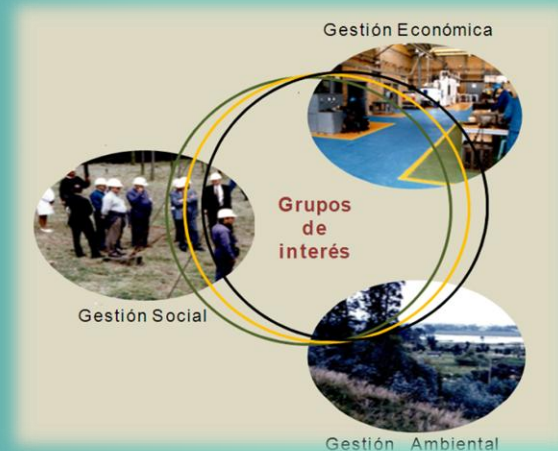 Gestión Económica
Grupos
de
interés
Gestión Social
Gestión Ambiental